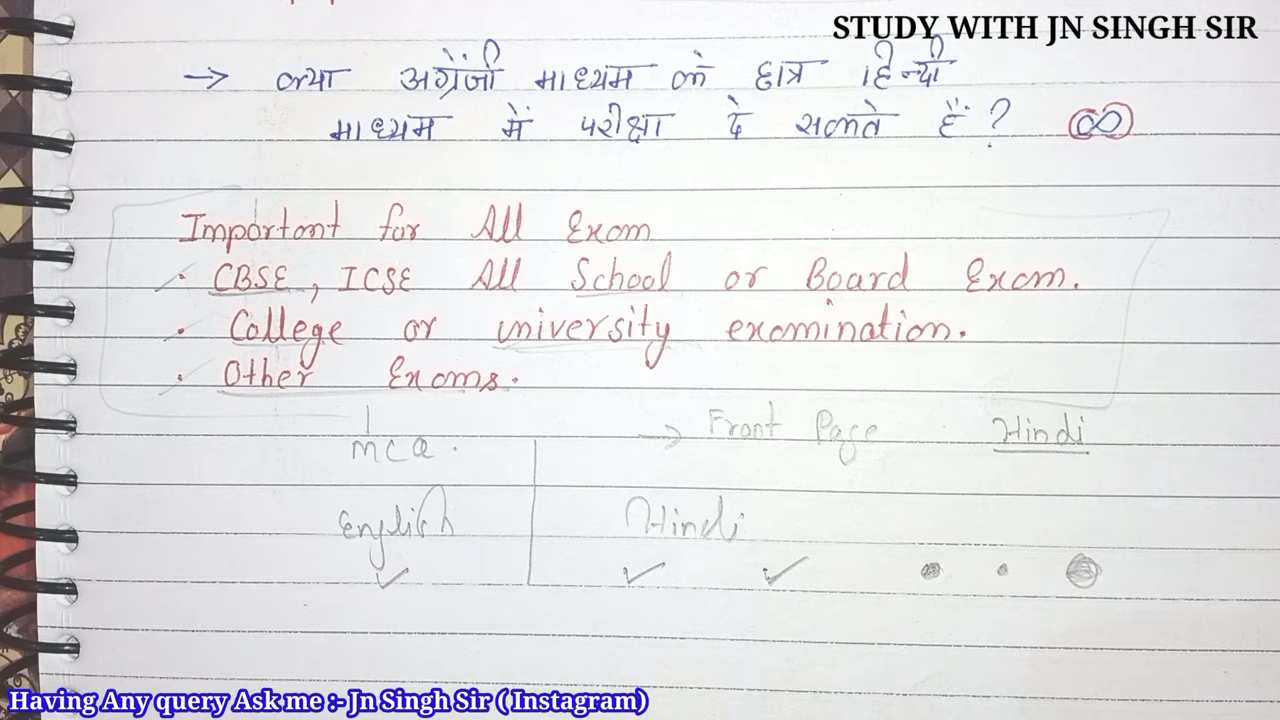 STUDY WITH JN SINGH SIR
→ क्या अग्रेंजी माध्यम के छात्र हिन्दी
माध्यम में परीक्षा दे सकते हैं ?
Important for All Exam
· CBSE, ICSE All School or Board Exam.
· College or university examination.
· Other Exams.
→ Front Page Hindi
mca.
English Hindi
Having Any query Ask me :- Jn Singh Sir ( Instagram)